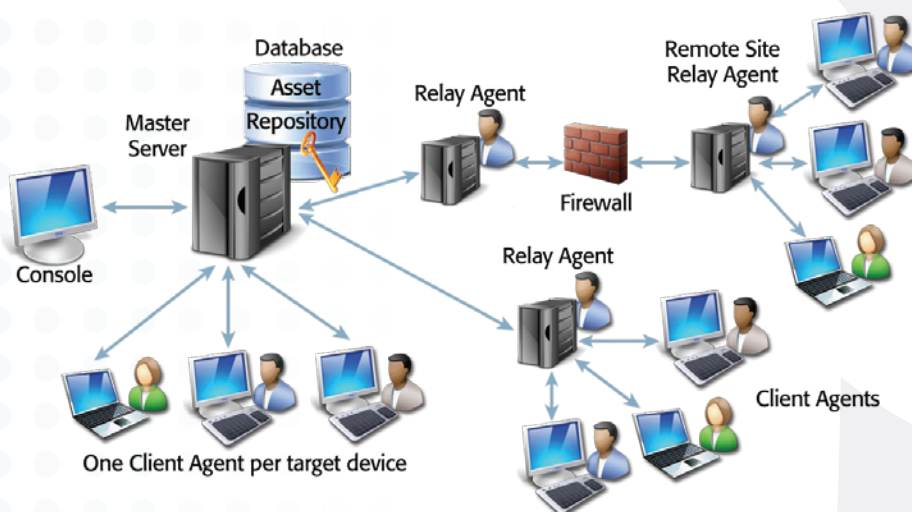 Database
Asset
Repository
Master
Server
Console
Relay Agent
Firewall
Remote Site
Relay Agent
Relay Agent
Client Agents
One Client Agent per target device